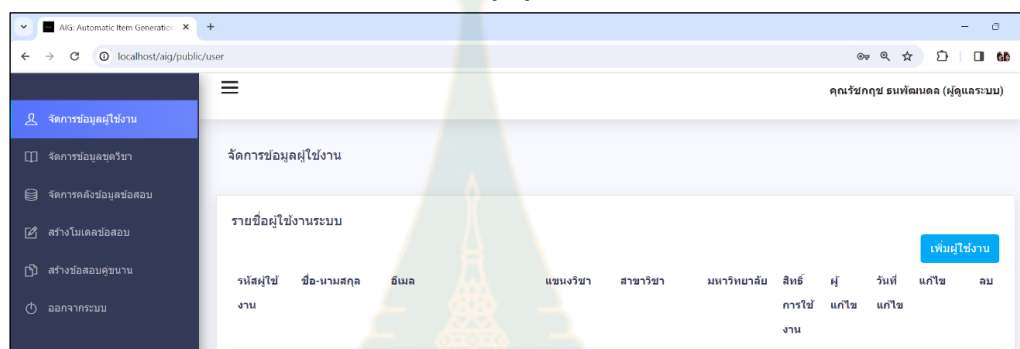 AIG: Automatic Item Generatio
localhost/aig/public/user
คุณรัชกฤช ธนพัฒนดล (ผู้ดูแลระบบ)
จัดการข้อมูลผู้ใช้งาน
จัดการข้อมูลชุดวิชา
จัดการคลังข้อมูลข้อสอบ
สร้างโมเดลข้อสอบ
สร้างข้อสอบคู่ขนาน
ออกจากระบบ
จัดการข้อมูลผู้ใช้งาน
รายชื่อผู้ใช้งานระบบ
เพิ่มผู้ใช้งาน
รหัสผู้ใช้ ชื่อ-นามสกุล อีเมล แขนงวิชา สาขาวิชา มหาวิทยาลัย สิทธิ์ ผู้ วันที่ แก้ไข ลบ
งาน การใช้ แก้ไข แก้ไข
งาน